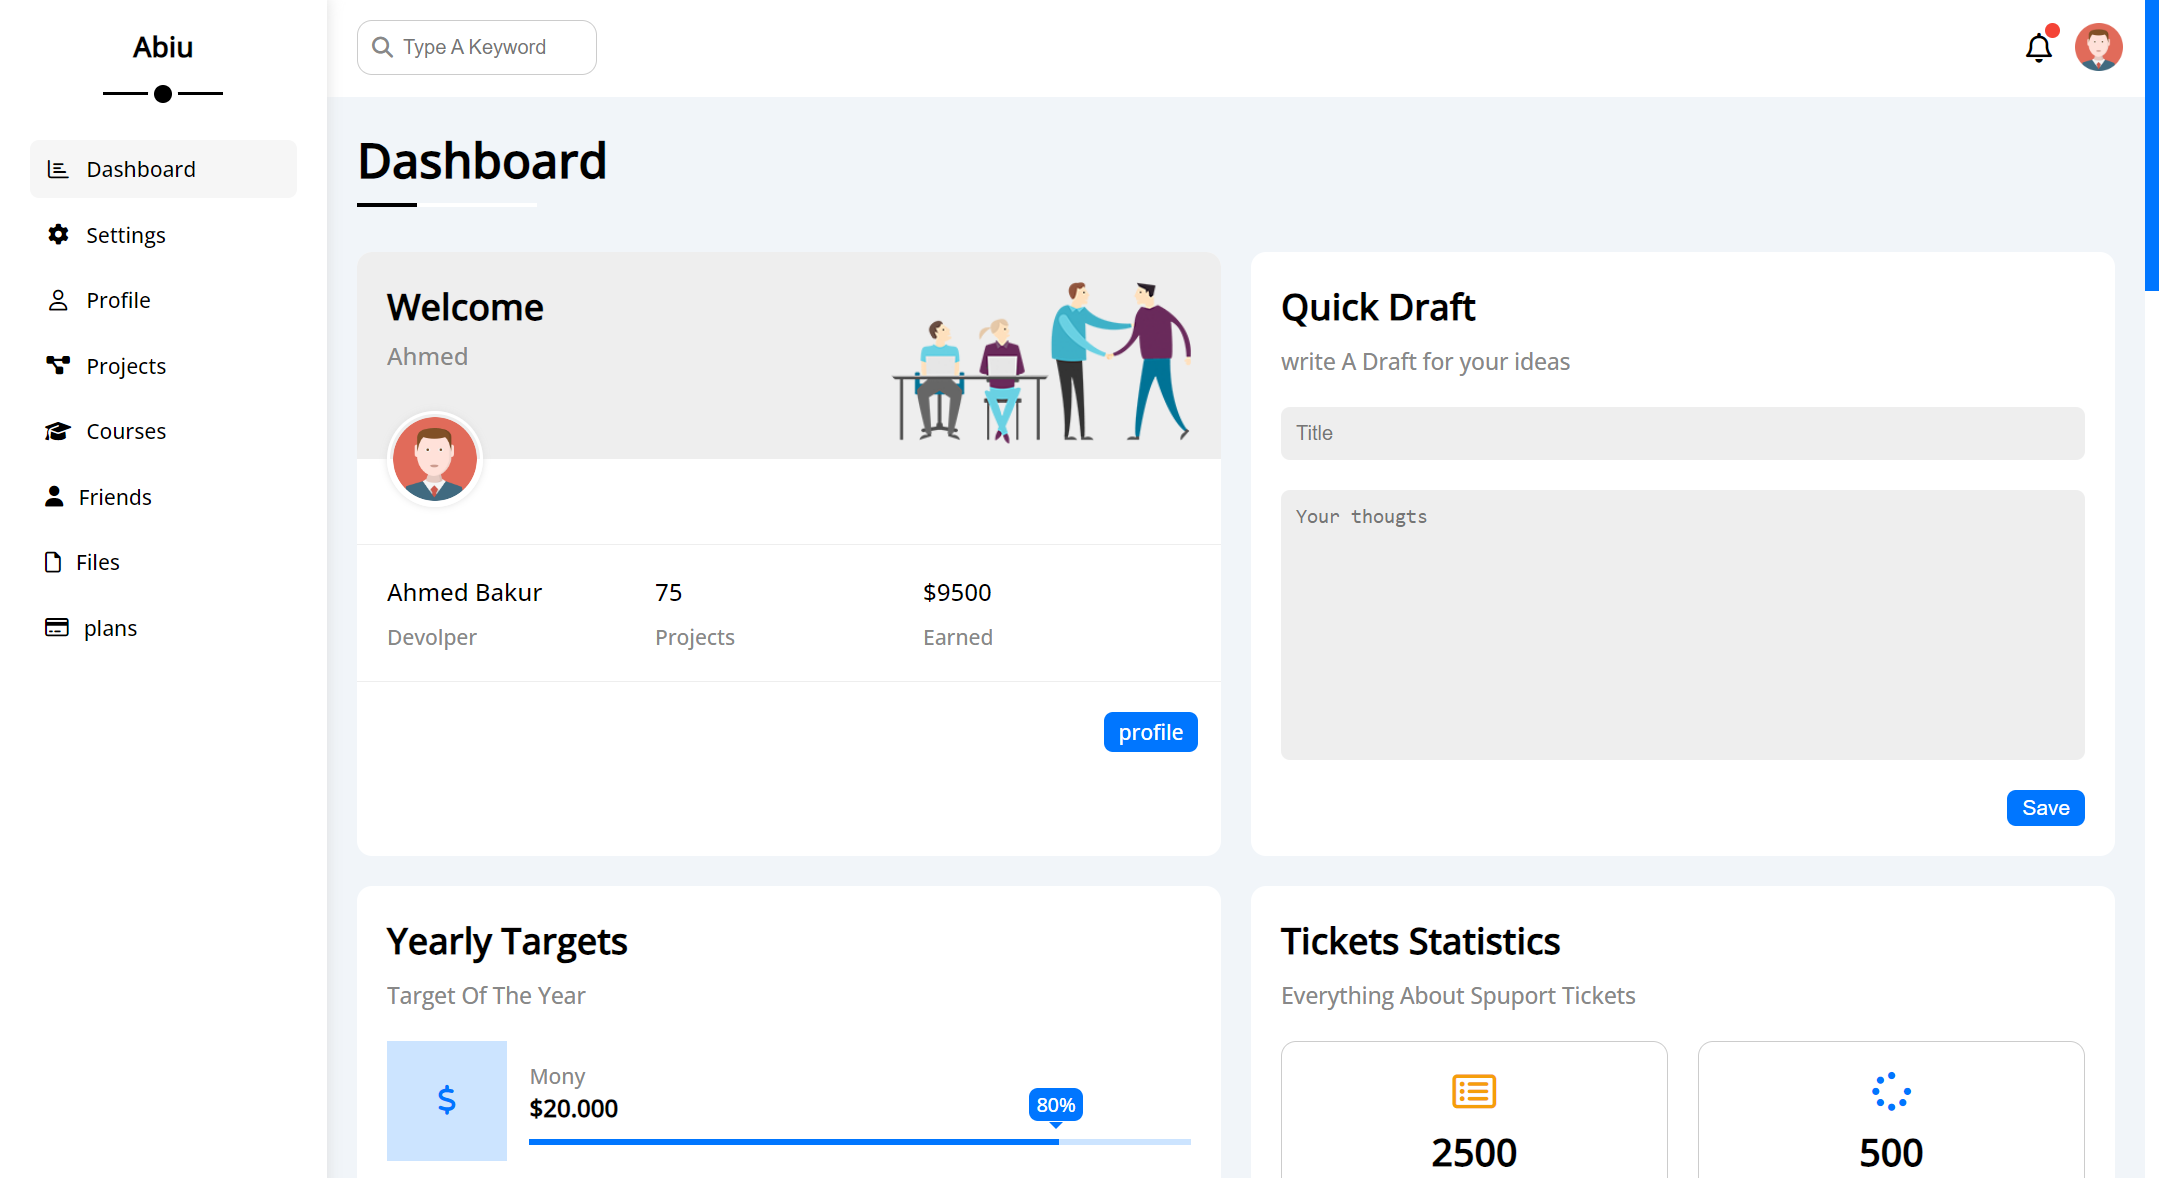 Abiu
Dashboard
Settings
Profile
Projects
Courses
Friends
Files
plans
Type A Keyword
Dashboard
Welcome
Ahmed
Ahmed Bakur
Devolper
75
Projects
$9500
Earned
profile
Quick Draft
write A Draft for your ideas
Title
Your thougts
Save
Yearly Targets
Target Of The Year
$
Mony
$20.000
80%
Tickets Statistics
Everything About Spuport Tickets
2500
500